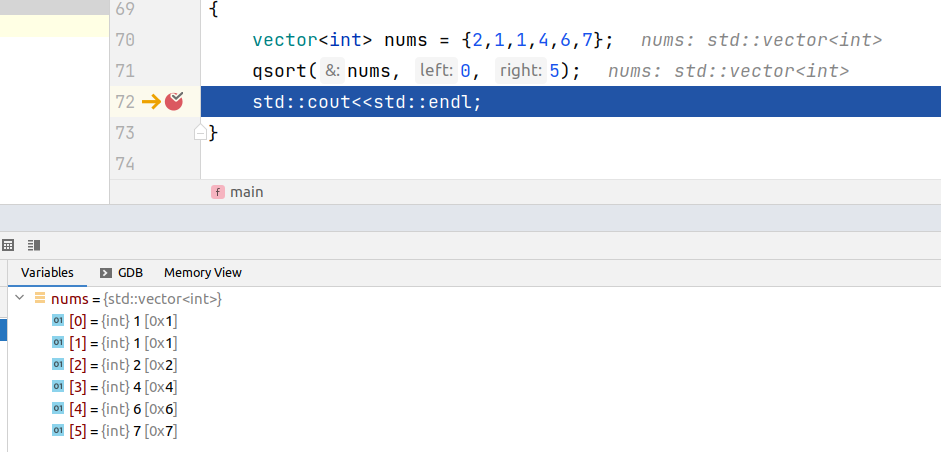 69 {
70 vector<int> nums = {2,1,1,4,6,7}; nums: std::vector<int>
71 qsort( &: nums, left: 0, right: 5); nums: std::vector<int>
72 std::cout<<std::endl;
73 }
74
f main
Variables GDB Memory View
nums = {std::vector<int>}
01 [0] = {int} 1 [0x1]
01 [1] = {int} 1 [0x1]
01 [2] = {int} 2 [0x2]
01 [3] = {int} 4 [0x4]
01 [4] = {int} 6 [0x6]
01 [5] = {int} 7 [0x7]